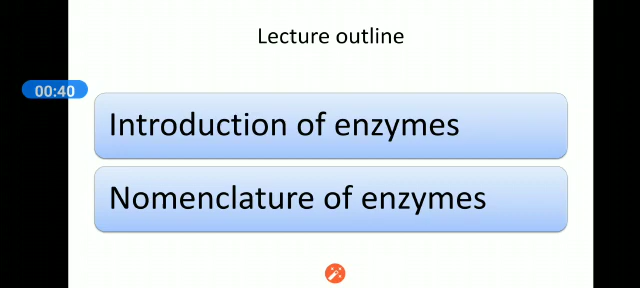 Lecture outline
00:40
Introduction of enzymes
Nomenclature of enzymes